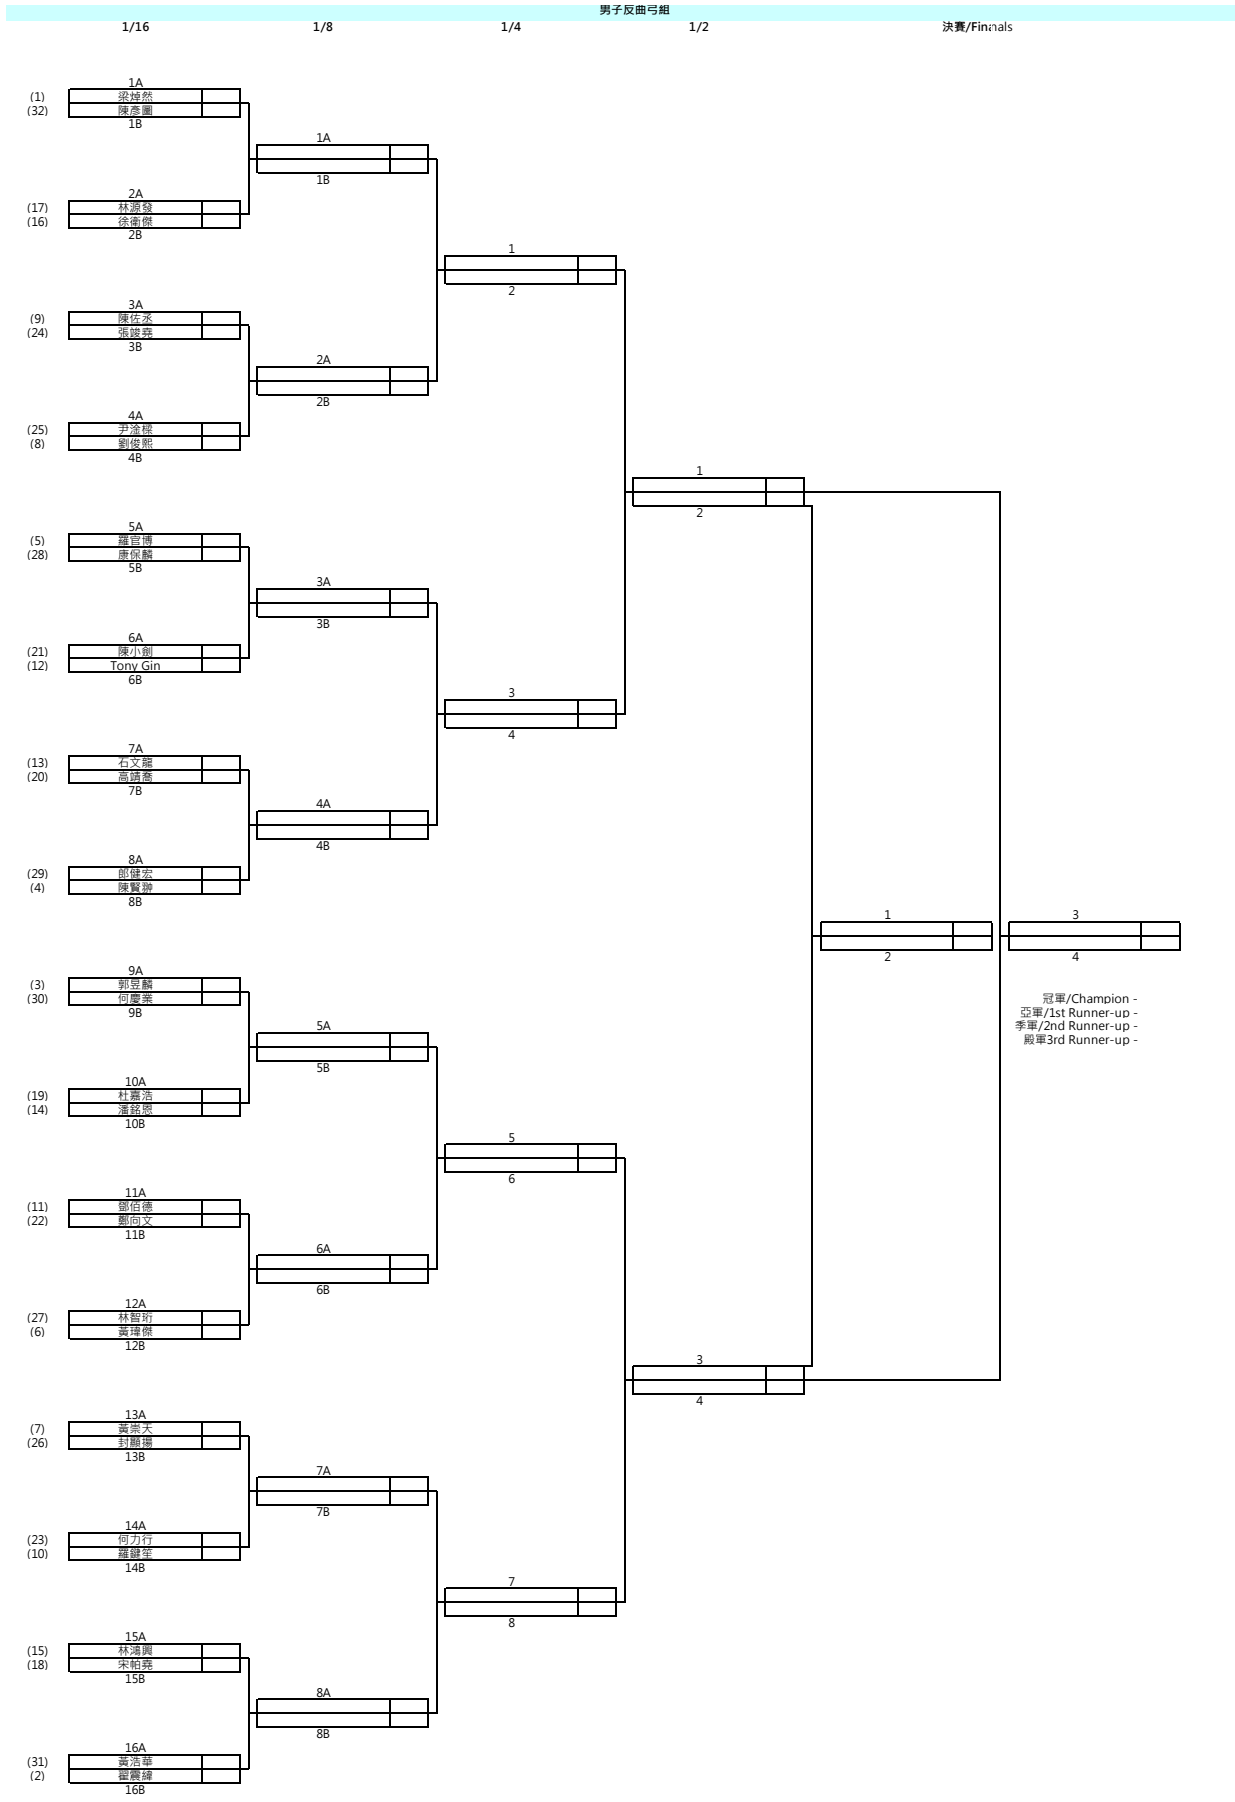 男子反曲弓組
1/16 1/8 1/4 1/2 決賽/Finals
1A
(1) 梁焯然
(32) 陳彥圖
1B
1A
1B
2A
(17) 林源發
(16) 徐衛傑
2B
1
2
3A
(9) 陳佐丞
(24) 張竣堯
3B
2A
2B
4A
(25) 尹淦樑
(8) 劉俊熙
4B
1
2
5A
(5) 羅官博
(28) 康保麟
5B
3A
3B
6A
(21) 陳小劍
(12) Tony Gin
6B
3
4
7A
(13) 石文龍
(20) 高靖喬
7B
4A
4B
8A
(29) 郎健宏
(4) 陳賢翀
8B
1 3
2 4
9A
(3) 郭昱麟
(30) 何慶業
9B
冠軍/Champion -
亞軍/1st Runner-up -
季軍/2nd Runner-up -
殿軍3rd Runner-up -
5A
5B
10A
(19) 杜嘉浩
(14) 潘銘恩
10B
5
6
11A
(11) 鄧佰德
(22) 鄭向文
11B
6A
6B
12A
(27) 林智珩
(6) 黃瑋傑
12B
3
4
13A
(7) 黃崇天
(26) 封顯揚
13B
7A
7B
14A
(23) 何力行
(10) 羅鍵笙
14B
7
8
15A
(15) 林鴻興
(18) 宋帕堯
15B
8A
8B
16A
(31) 黃浩華
(2) 翟震緯
16B